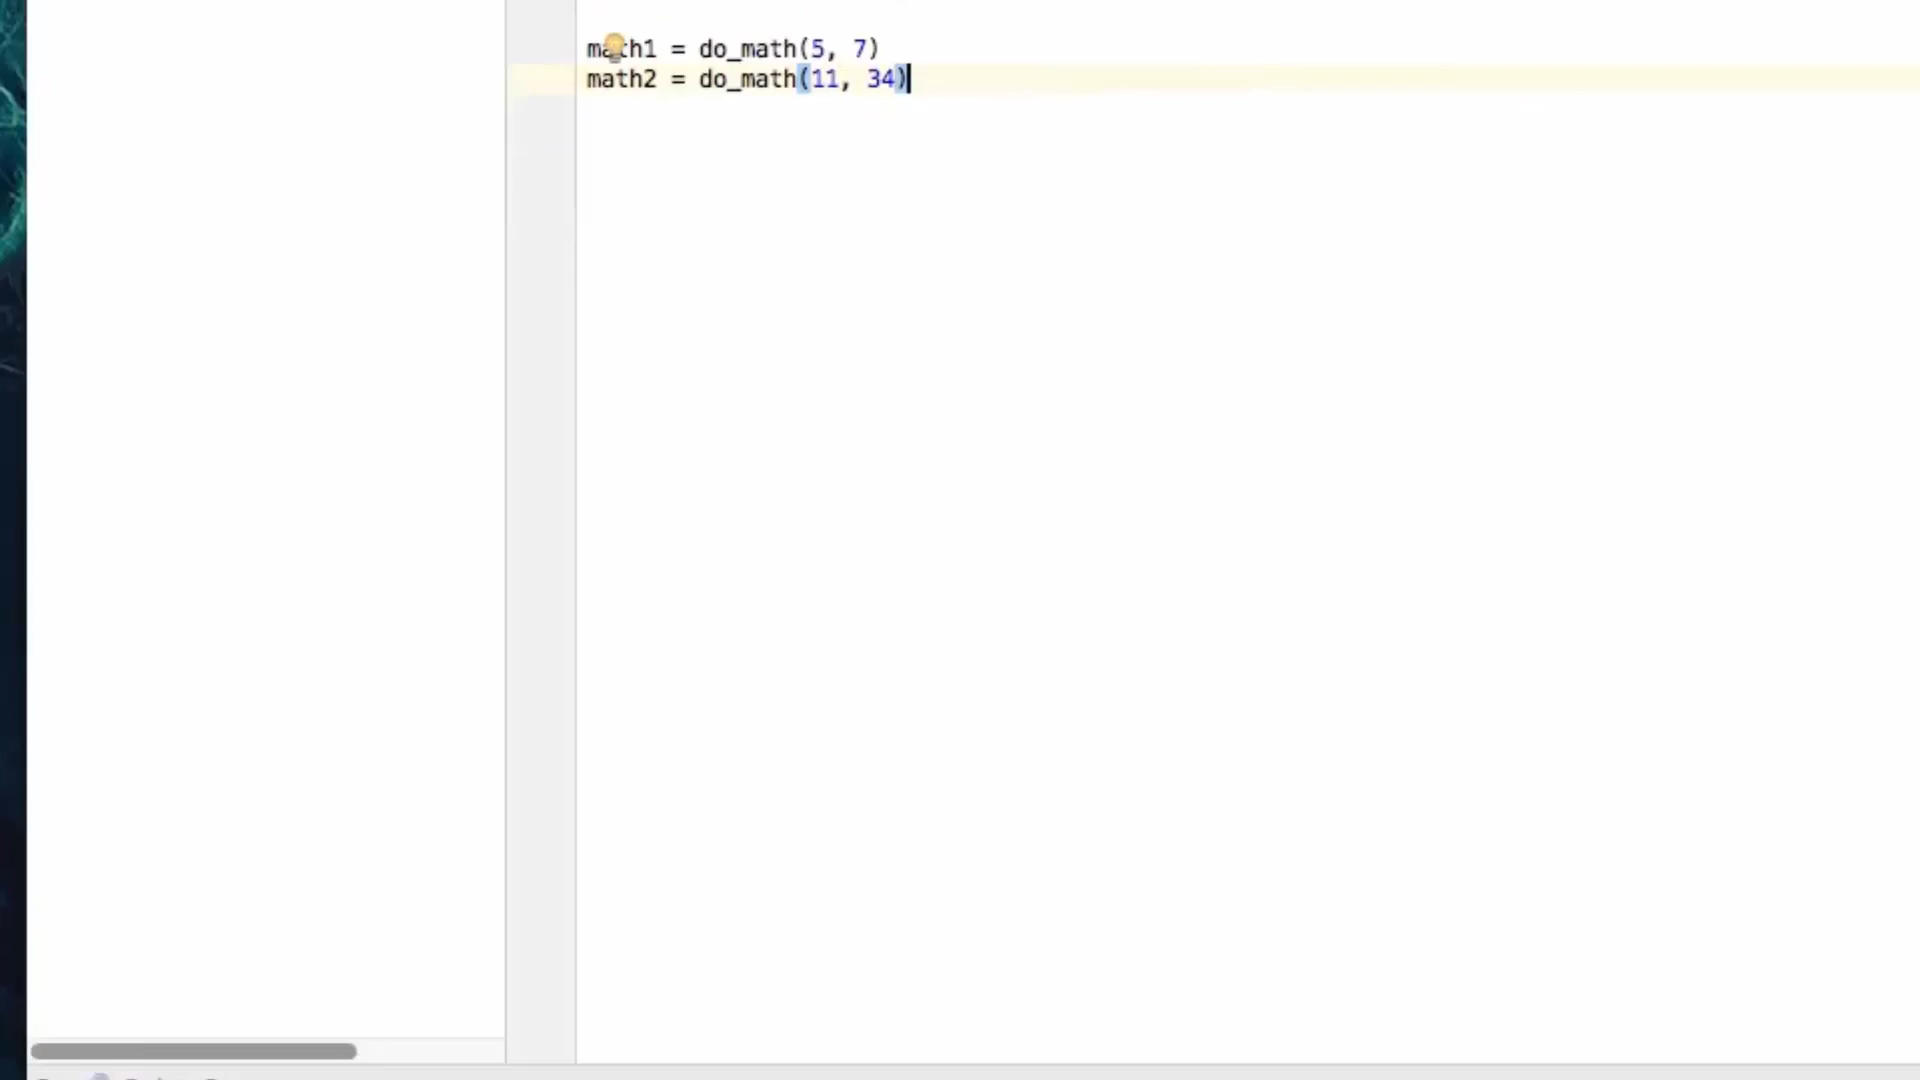 math1 = do_math(5, 7)
math2 = do_math(11, 34)